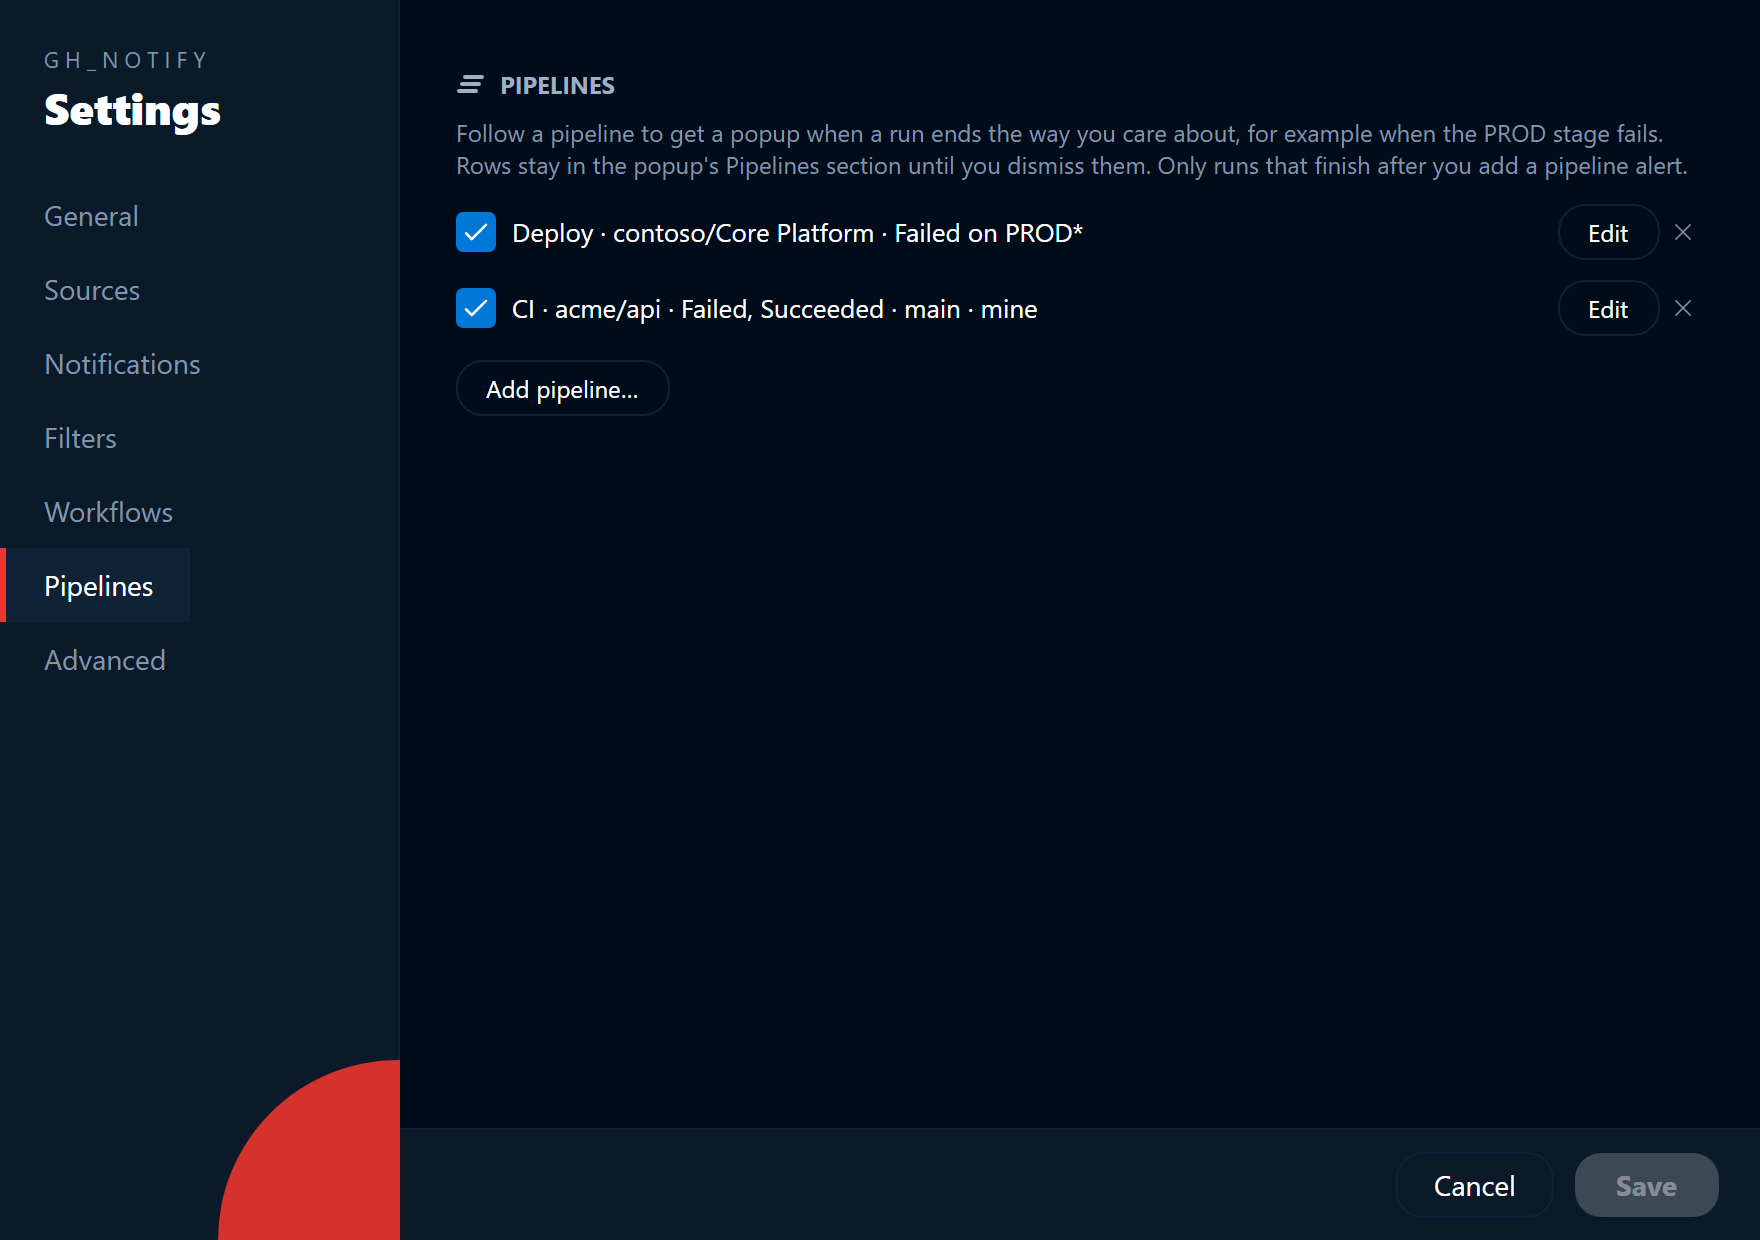 GH_NOTIFY
Settings
General
Sources
Notifications
Filters
Workflows
Pipelines
Advanced
PIPELINES
Follow a pipeline to get a popup when a run ends the way you care about, for example when the PROD stage fails.
Rows stay in the popup's Pipelines section until you dismiss them. Only runs that finish after you add a pipeline alert.
Deploy · contoso/Core Platform · Failed on PROD*
Edit
CI · acme/api · Failed, Succeeded · main · mine
Edit
Add pipeline...
Cancel
Save